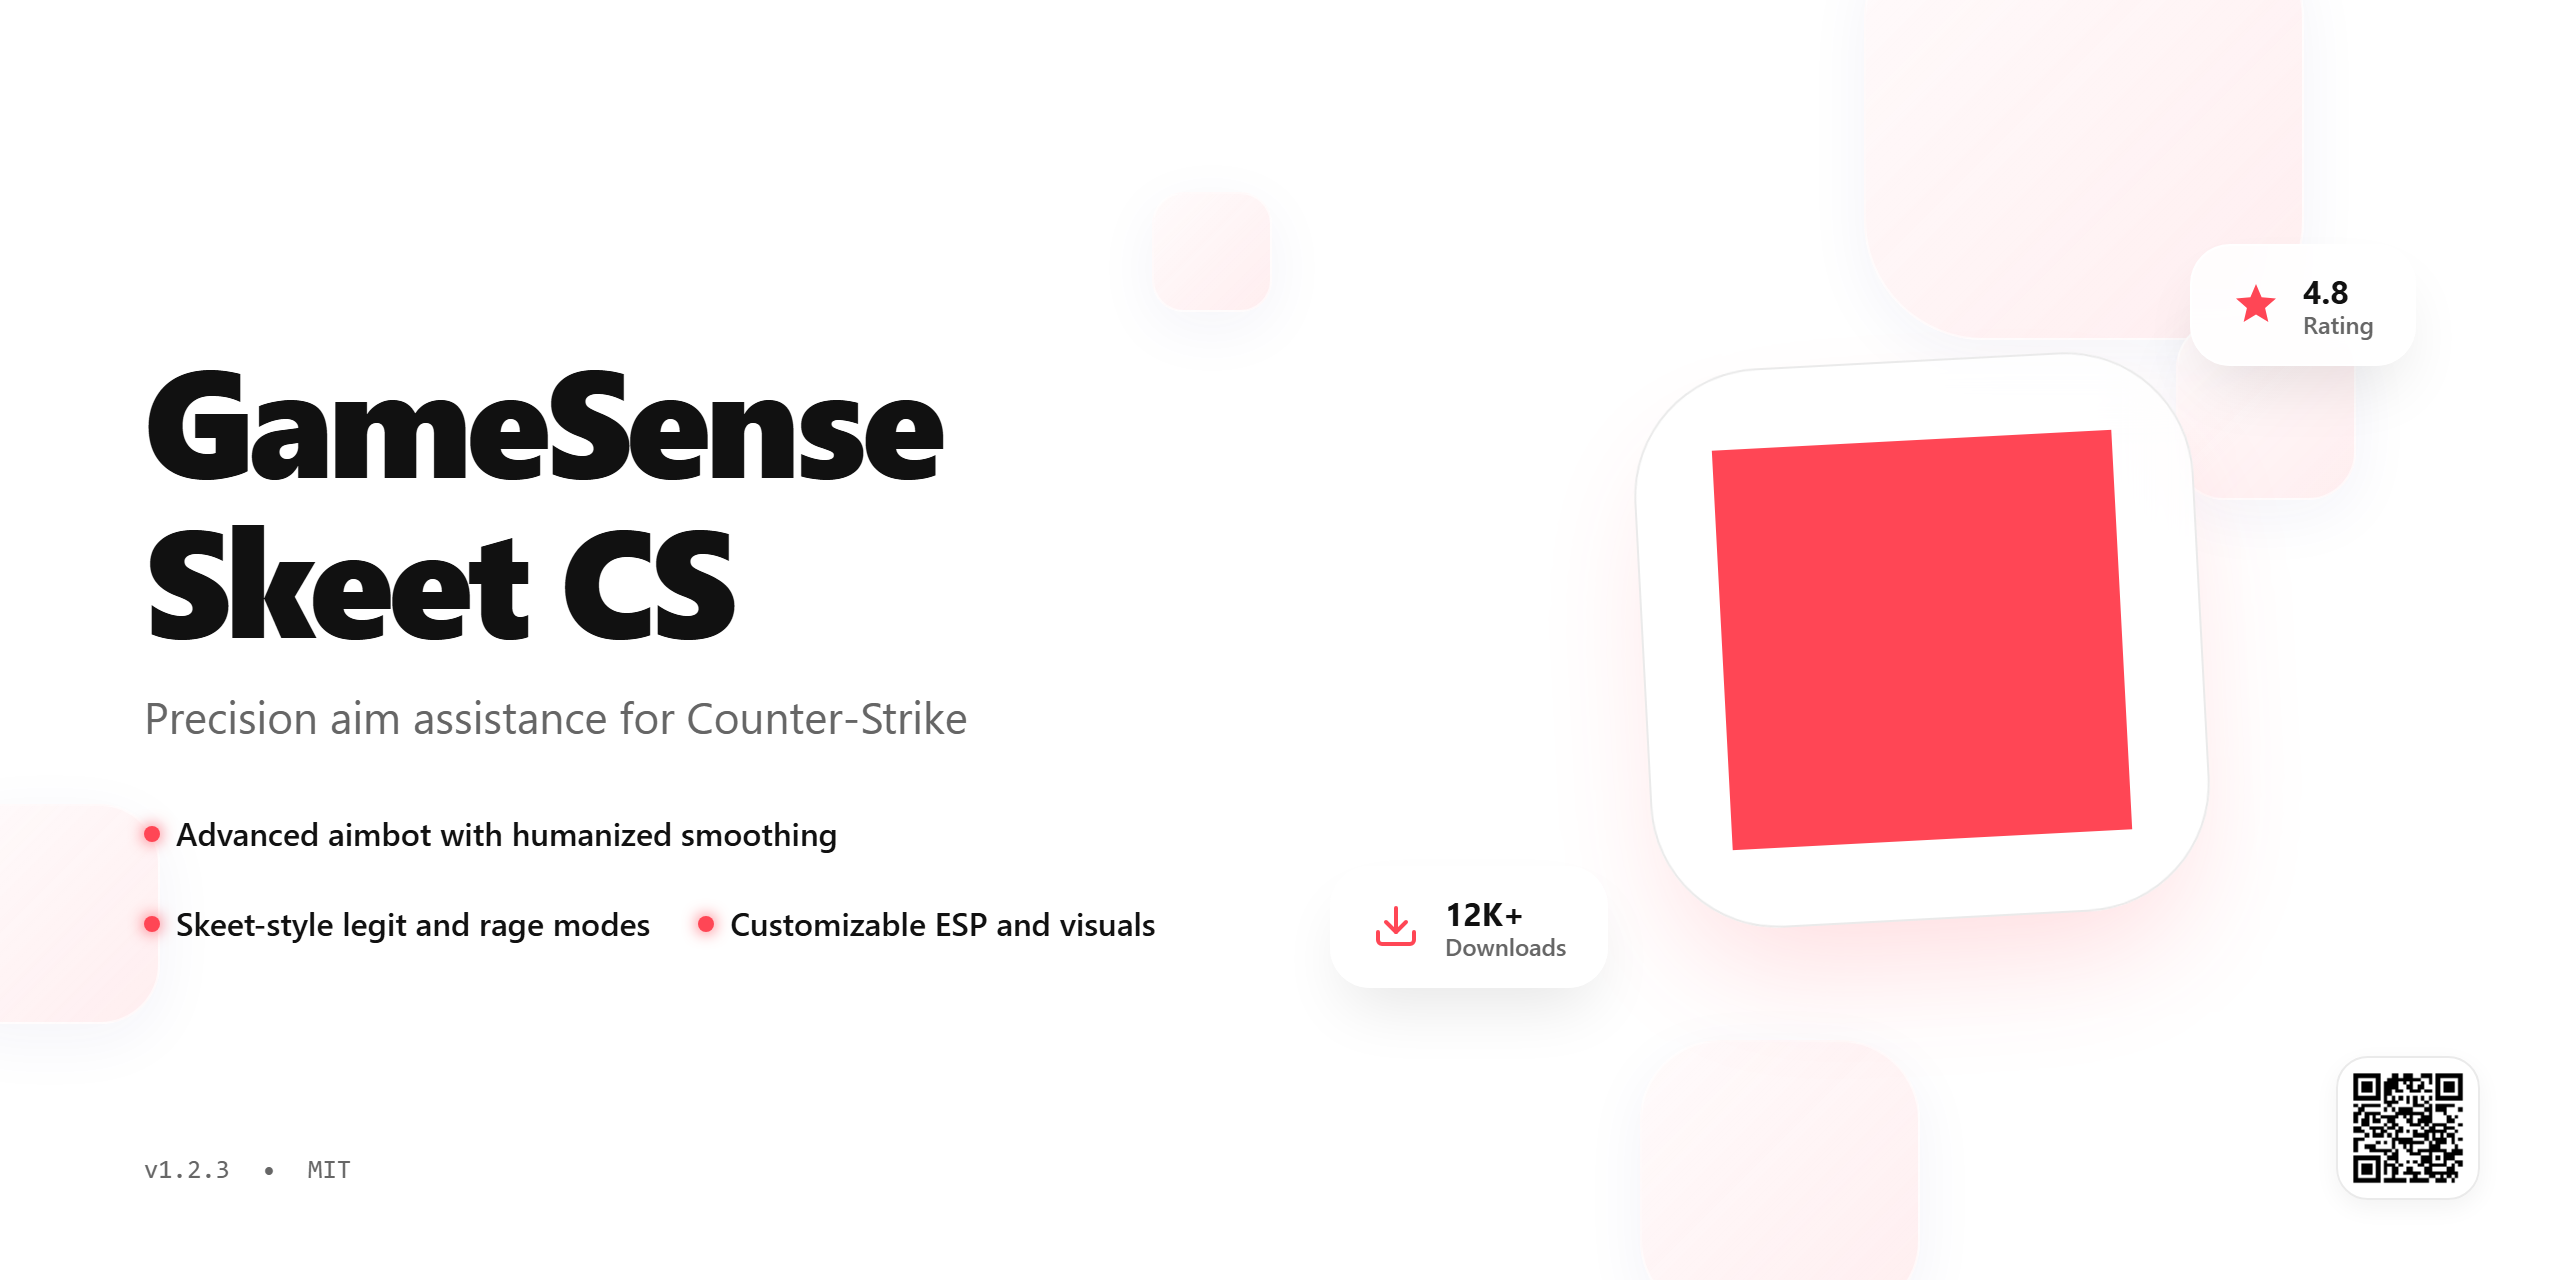 GameSense
Skeet CS
Precision aim assistance for Counter-Strike
Advanced aimbot with humanized smoothing
Skeet-style legit and rage modes
Customizable ESP and visuals
v1.2.3 • MIT
4.8
Rating
12K+
Downloads